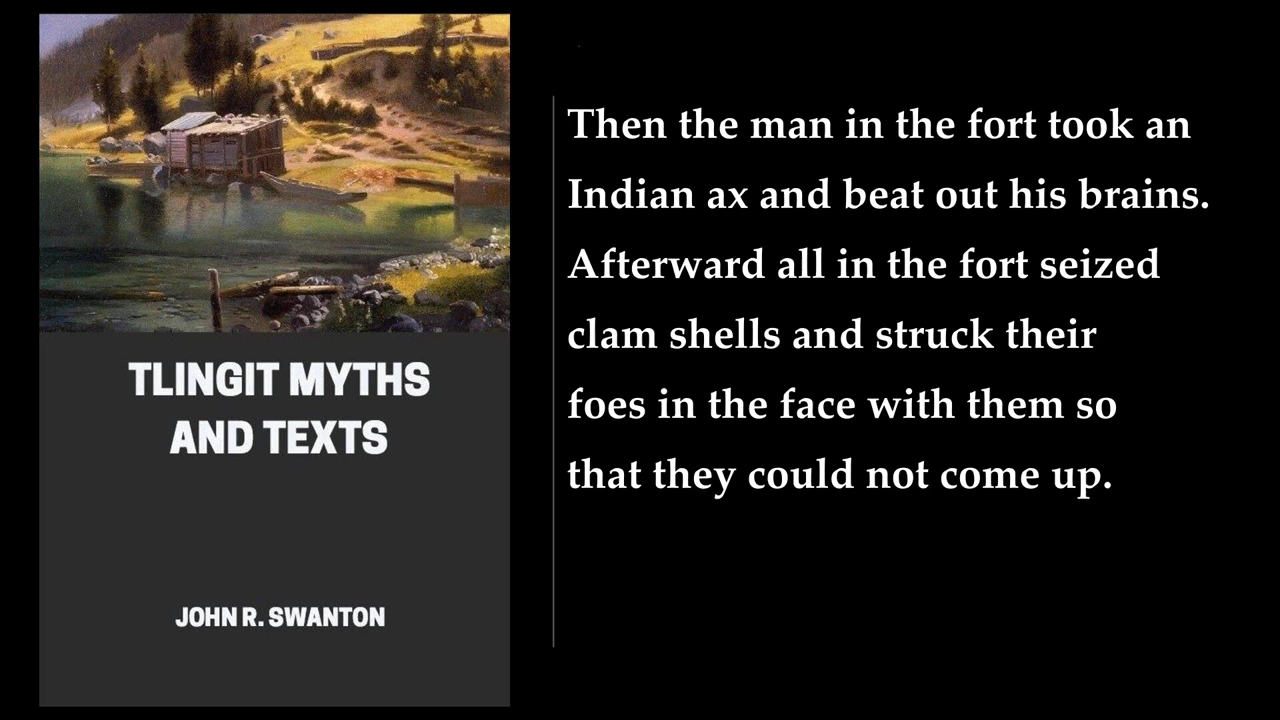 TLINGIT MYTHS
AND TEXTS
JOHN R. SWANTON
Then the man in the fort took an
Indian ax and beat out his brains.
Afterward all in the fort seized
clam shells and struck their
foes in the face with them so
that they could not come up.